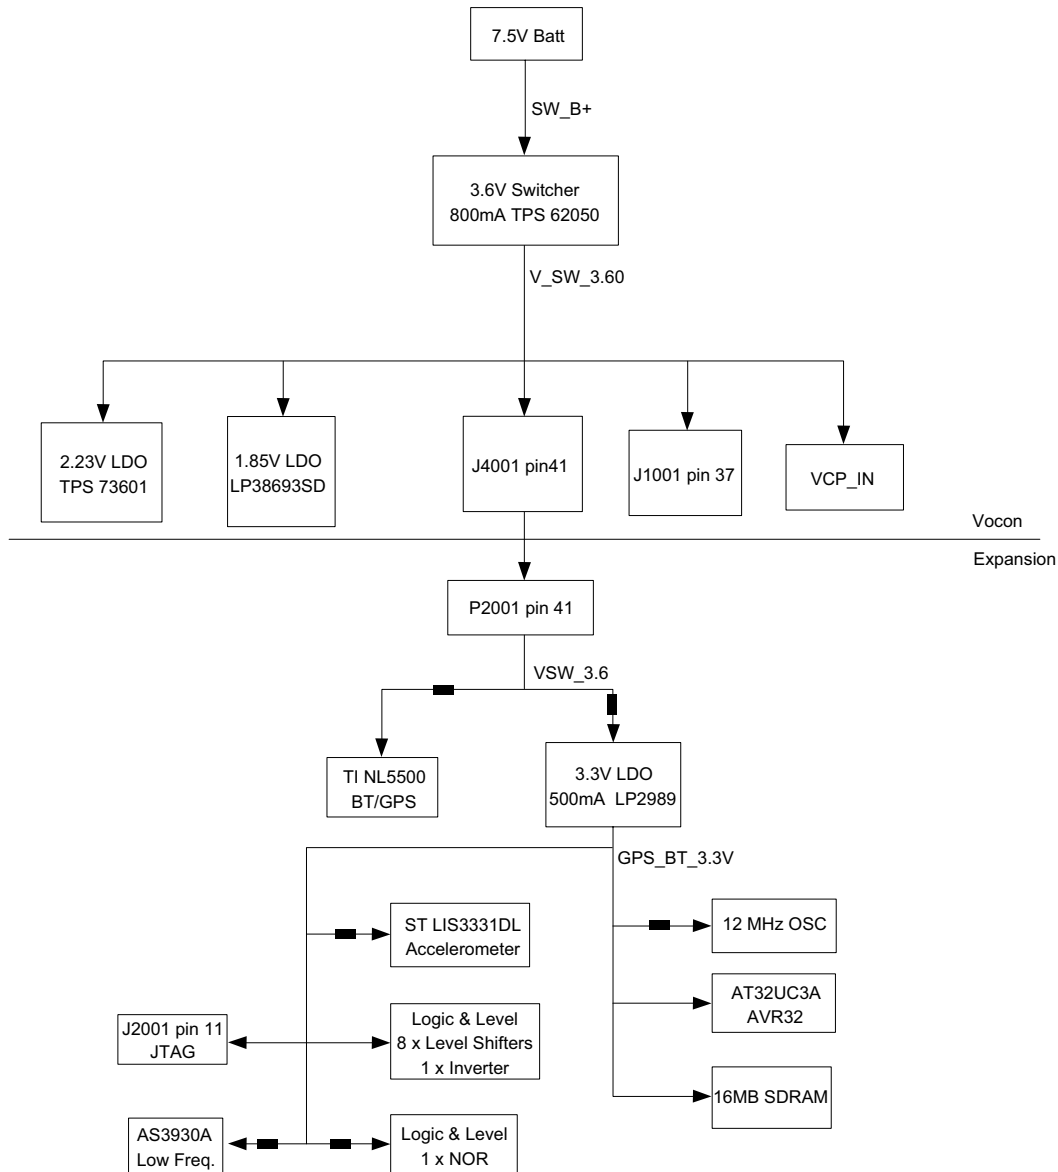 7.5V Batt
SW_B+
3.6V Switcher
800mA TPS 62050
V_SW_3.60
2.23V LDO
TPS 73601
1.85V LDO
LP38693SD
J4001 pin41
J1001 pin 37
VCP_IN
Vocon
Expansion
P2001 pin 41
VSW_3.6
TI NL5500
BT/GPS
3.3V LDO
500mA LP2989
GPS_BT_3.3V
ST LIS3331DL
Accelerometer
12 MHz OSC
J2001 pin 11
JTAG
Logic & Level
8 x Level Shifters
1 x Inverter
AT32UC3A
AVR32
16MB SDRAM
AS3930A
Low Freq.
Logic & Level
1 x NOR